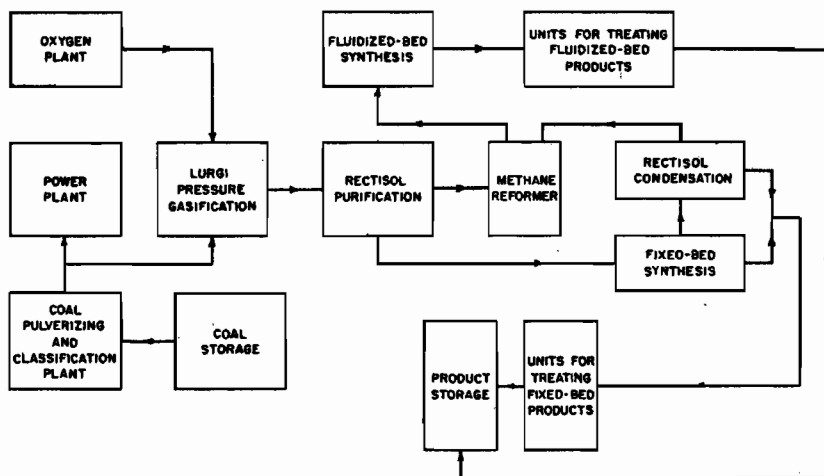 OXYGEN
PLANT
FLUIDIZED-BED
SYNTHESIS
UNITS FOR TREATING
FLUIDIZED-BED
PRODUCTS
POWER
PLANT
LURGI
PRESSURE
GASIFICATION
RECTISOL
PURIFICATION
METHANE
REFORMER
RECTISOL
CONDENSATION
FIXED-BED
SYNTHESIS
COAL
PULVERIZING
AND
CLASSIFICATION
PLANT
COAL
STORAGE
PRODUCT
STORAGE
UNITS FOR
TREATING
FIXED-BED
PRODUCTS